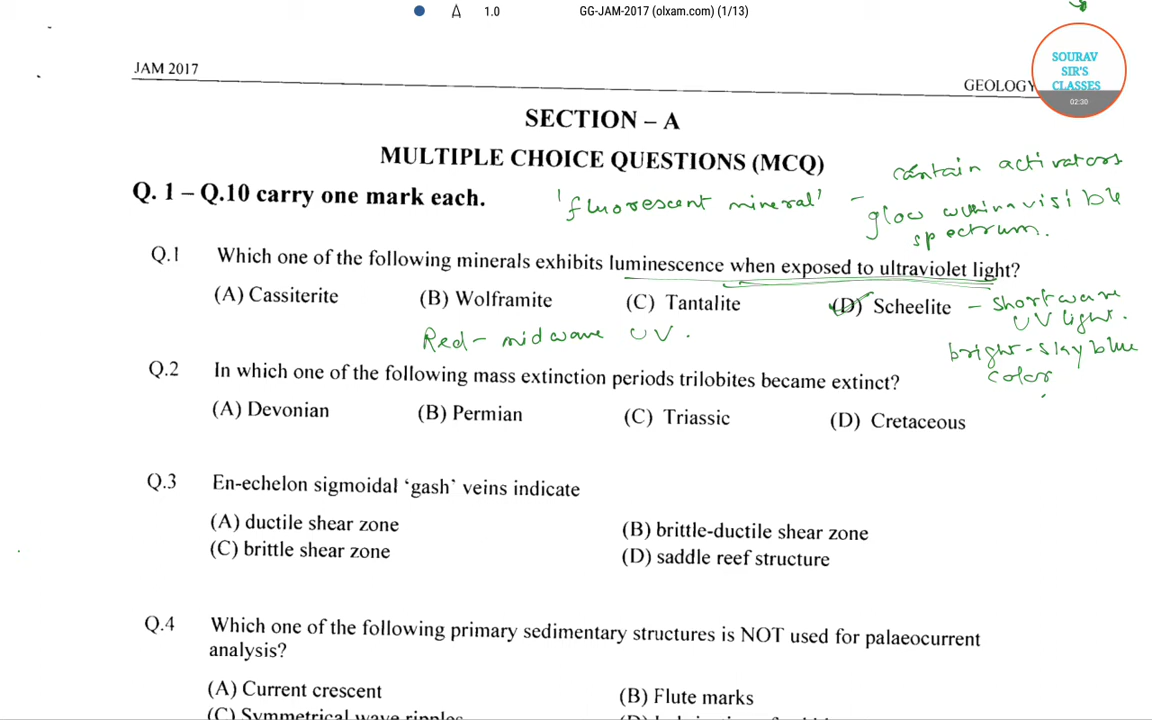 1.0 GG-JAM-2017 (olxam.com) (1/13)
JAM 2017
GEOLOGY
SOURAV
SIR'S
CLASSES
02:30
SECTION – A
MULTIPLE CHOICE QUESTIONS (MCQ)
contain activators
Q. 1 – Q.10 carry one mark each.
'fluorescent mineral'
glow within visible
spectrum.
Q.1 Which one of the following minerals exhibits luminescence when exposed to ultraviolet light?
(A) Cassiterite (B) Wolframite (C) Tantalite (D) Scheelite – Shortwave
UV light.
Red – midwave UV.
bright-sky blue
color
Q.2 In which one of the following mass extinction periods trilobites became extinct?
(A) Devonian (B) Permian (C) Triassic (D) Cretaceous
Q.3 En-echelon sigmoidal ‘gash’ veins indicate
(A) ductile shear zone (B) brittle-ductile shear zone
(C) brittle shear zone (D) saddle reef structure
Q.4 Which one of the following primary sedimentary structures is NOT used for palaeocurrent
analysis?
(A) Current crescent (B) Flute marks
(C) Symmetrical wave ripples